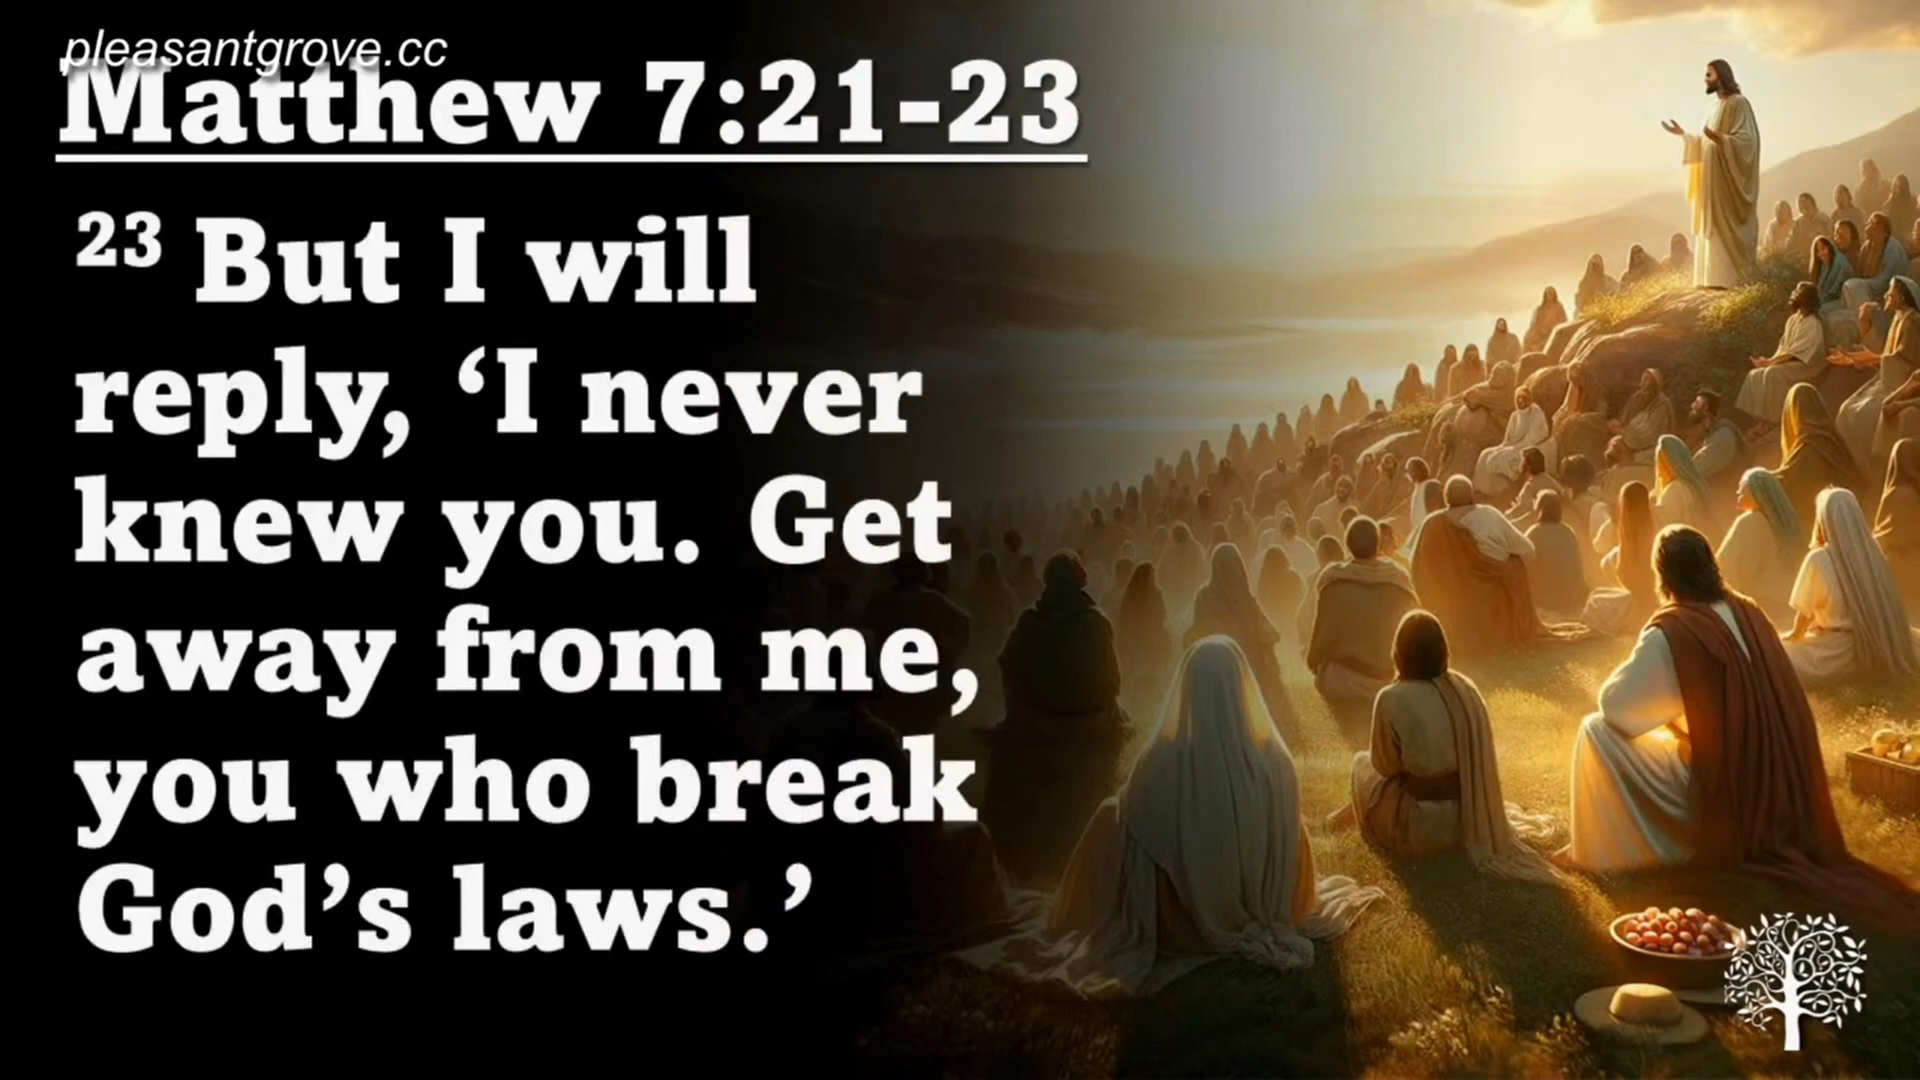 pleasantgrove.cc
Matthew 7:21-23
23 But I will
reply, ‘I never
knew you. Get
away from me,
you who break
God’s laws.’